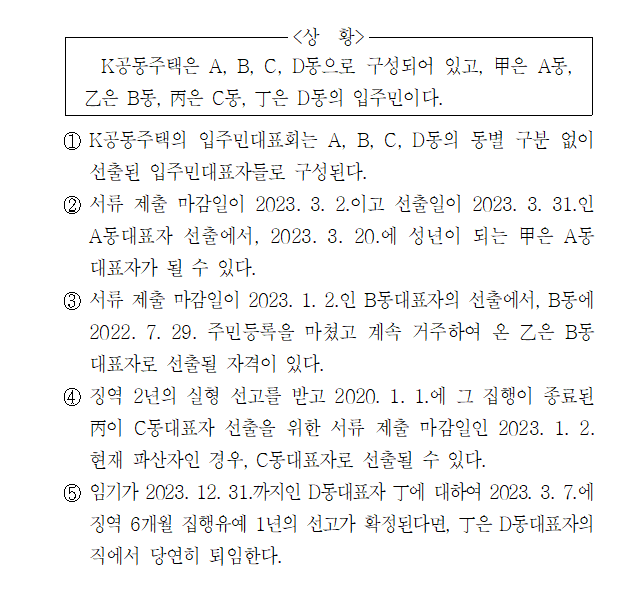 <상 황>
K공동주택은 A, B, C, D동으로 구성되어 있고, 甲은 A동,
乙은 B동, 丙은 C동, 丁은 D동의 입주민이다.
① K공동주택의 입주민대표회는 A, B, C, D동의 동별 구분 없이
선출된 입주민대표자들로 구성된다.
② 서류 제출 마감일이 2023. 3. 2.이고 선출일이 2023. 3. 31.인
A동대표자 선출에서, 2023. 3. 20.에 성년이 되는 甲은 A동
대표자가 될 수 있다.
③ 서류 제출 마감일이 2023. 1. 2.인 B동대표자의 선출에서, B동에
2022. 7. 29. 주민등록을 마쳤고 계속 거주하여 온 乙은 B동
대표자로 선출될 자격이 있다.
④ 징역 2년의 실형 선고를 받고 2020. 1. 1.에 그 집행이 종료된
丙이 C동대표자 선출을 위한 서류 제출 마감일인 2023. 1. 2.
현재 파산자인 경우, C동대표자로 선출될 수 있다.
⑤ 임기가 2023. 12. 31.까지인 D동대표자 丁에 대하여 2023. 3. 7.에
징역 6개월 집행유예 1년의 선고가 확정된다면, 丁은 D동대표자의
직에서 당연히 퇴임한다.